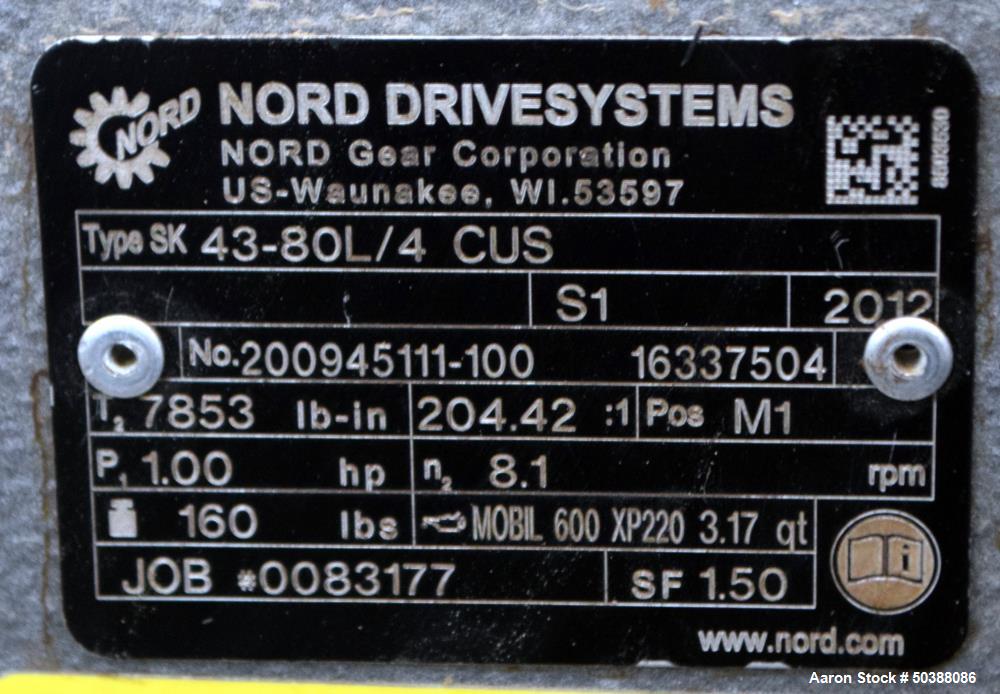 NORD
NORD DRIVESYSTEMS
NORD Gear Corporation
US-Waunakee, WI.53597
Type SK 43-80L/4 CUS
S1 2012
No.200945111-100 16337504
T2 7853 lb-in 204.42 :1 Pos M1
P1 1.00 hp n2 8.1 rpm
160 lbs MOBIL 600 XP220 3.17 qt
JOB #0083177 SF 1.50
i
www.nord.com
Aaron Stock # 50388086